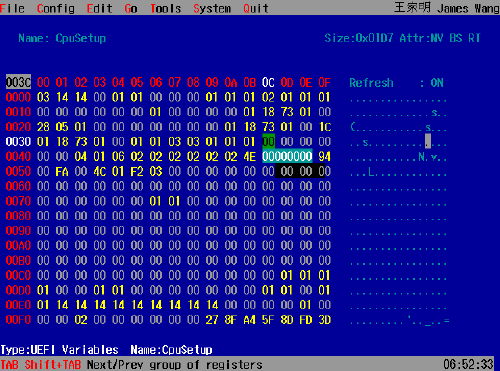 File Config Edit Go Tools System Quit 王家明 James Wang
Name: CpuSetup Size:0x01D7 Attr:NV BS RT
003C 00 01 02 03 04 05 06 07 08 09 0A 0B 0C 0D 0E 0F Refresh : ON
0000 03 14 14 00 01 01 00 00 00 01 01 01 02 01 01 01 ................
0010 00 00 00 00 00 00 01 00 00 00 00 01 18 73 01 00 .............s..
0020 28 05 01 00 00 00 00 00 00 00 01 18 73 01 00 1C (...........s...
0030 01 18 73 01 00 01 01 03 03 01 01 01 00 00 00 00 ..s.............
0040 00 00 04 01 06 02 02 02 02 02 02 4E 00000000 94 ...........N.v..
0050 00 FA 00 4C 01 F2 03 00 00 00 00 00 00 00 00 00 ...L............
0060 00 00 00 00 00 00 00 00 00 00 00 00 00 00 00 00 ................
0070 00 00 00 00 00 00 01 01 00 00 00 00 00 00 00 00 ................
0080 00 00 00 00 00 00 00 00 00 00 00 00 00 00 00 00 ................
0090 00 00 00 00 00 00 00 00 00 00 00 00 00 00 00 00 ................
00A0 00 00 00 00 00 00 00 00 00 00 00 00 00 00 00 00 ................
00B0 00 00 00 00 00 00 00 00 00 00 00 00 00 00 00 00 ................
00C0 00 00 00 00 00 00 00 00 00 00 00 00 00 01 01 01 ................
00D0 01 00 00 01 01 00 00 00 00 00 00 00 01 01 00 01 ................
00E0 01 14 14 14 14 14 14 14 14 14 00 00 00 00 01 00 ................
00F0 00 00 02 00 00 00 00 00 00 27 8F A4 5F 8D FD 3D .........'.._..=
Type:UEFI Variables Name:CpuSetup
TAB Shift+TAB Next/Prev group of registers 06:52:33